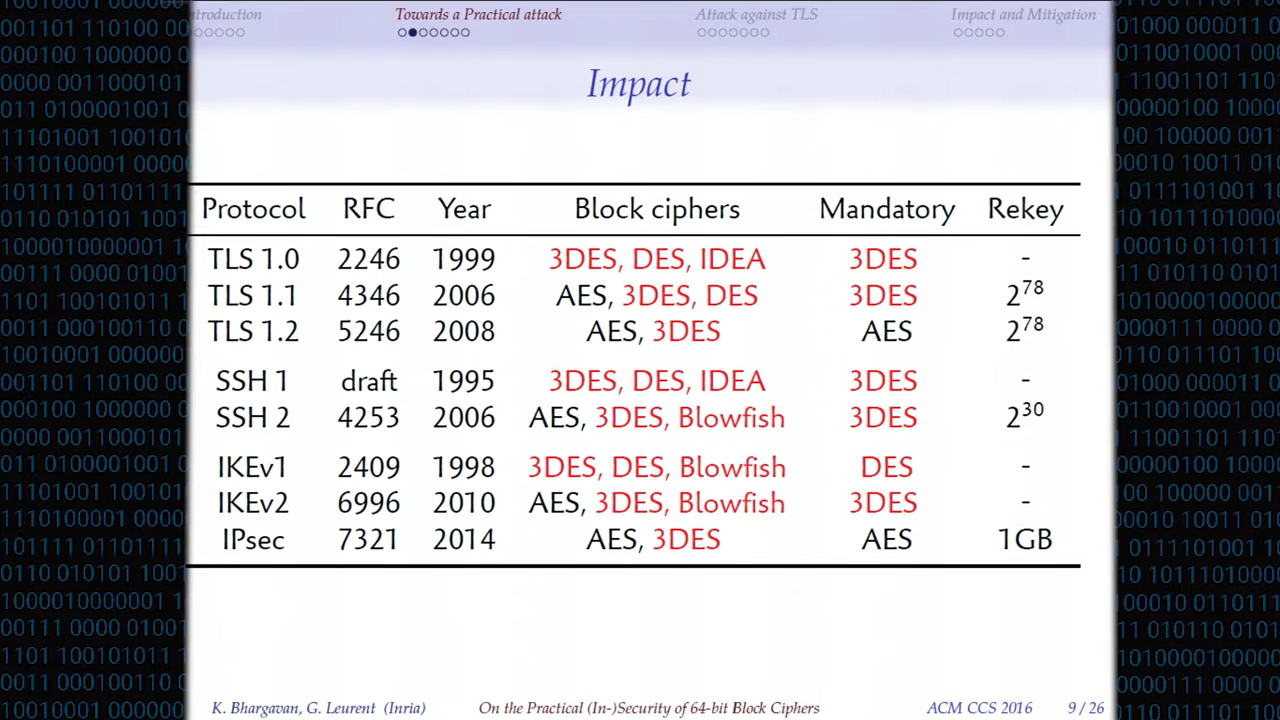 ntroduction Towards a Practical attack Attack against TLS Impact and Mitigation
Impact
Protocol RFC Year Block ciphers Mandatory Rekey
TLS 1.0 2246 1999 3DES, DES, IDEA 3DES -
TLS 1.1 4346 2006 AES, 3DES, DES 3DES 2^78
TLS 1.2 5246 2008 AES, 3DES AES 2^78
SSH 1 draft 1995 3DES, DES, IDEA 3DES -
SSH 2 4253 2006 AES, 3DES, Blowfish 3DES 2^30
IKEv1 2409 1998 3DES, DES, Blowfish DES -
IKEv2 6996 2010 AES, 3DES, Blowfish 3DES -
IPsec 7321 2014 AES, 3DES AES 1GB
K. Bhargavan, G. Leurent (Inria) On the Practical (In-)Security of 64-bit Block Ciphers ACM CCS 2016 9 / 26